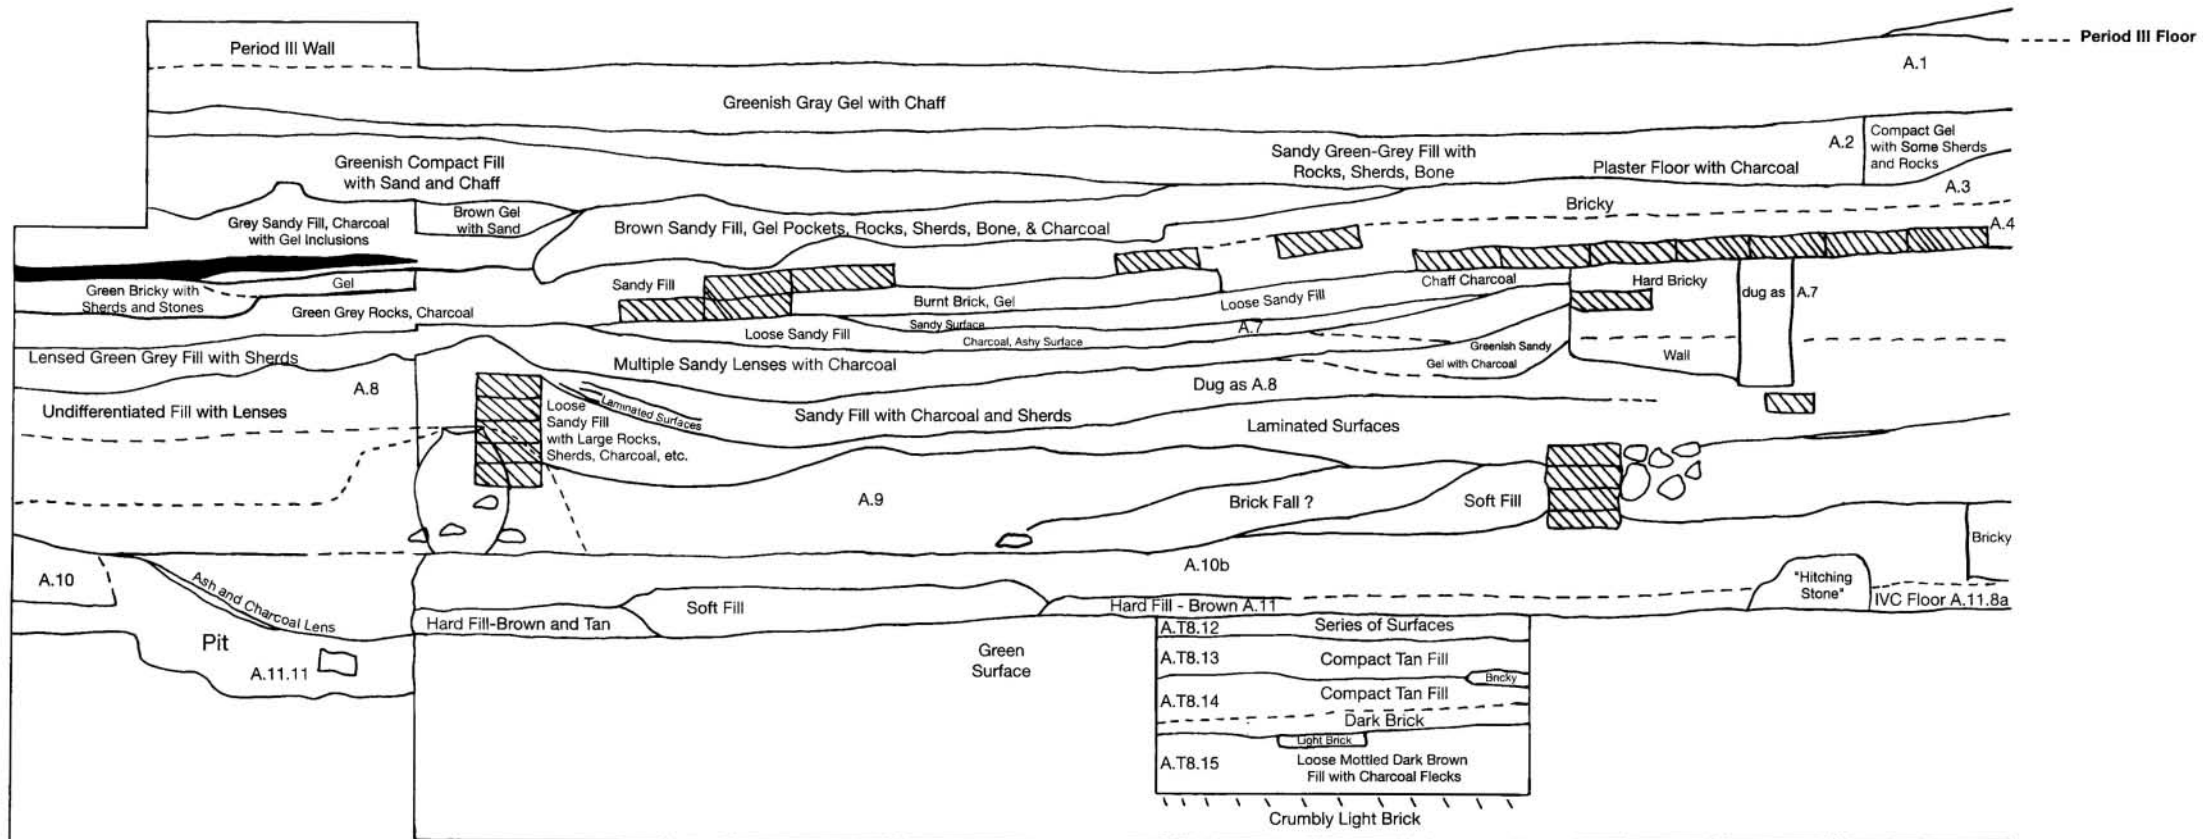 Period III Wall
Period III Floor
A.1
Greenish Gray Gel with Chaff
A.2
Compact Gel
with Some Sherds
and Rocks
Greenish Compact Fill
with Sand and Chaff
Sandy Green-Grey Fill with
Rocks, Sherds, Bone
Plaster Floor with Charcoal
A.3
Bricky
A.4
Grey Sandy Fill, Charcoal
with Gel Inclusions
Brown Gel
with Sand
Brown Sandy Fill, Gel Pockets, Rocks, Sherds, Bone, & Charcoal
Green Bricky with
Sherds and Stones
Gel
Sandy Fill
Green Grey Rocks, Charcoal
Burnt Brick, Gel
Loose Sandy Fill
Chaff Charcoal
Hard Bricky
dug as
A.7
Loose Sandy Fill
Sandy Surface
A.7
Charcoal, Ashy Surface
Greenish Sandy
Gel with Charcoal
Wall
Lensed Green Grey Fill with Sherds
Multiple Sandy Lenses with Charcoal
A.8
Dug as A.8
Undifferentiated Fill with Lenses
Loose
Sandy Fill
with Large Rocks,
Sherds, Charcoal, etc.
Laminated Surfaces
Sandy Fill with Charcoal and Sherds
Laminated Surfaces
A.9
Brick Fall ?
Soft Fill
Bricky
A.10
Ash and Charcoal Lens
A.10b
"Hitching
Stone"
IVC Floor A.11.8a
Hard Fill-Brown and Tan
Soft Fill
Hard Fill - Brown A.11
Pit
A.11.11
Green
Surface
A.T8.12
Series of Surfaces
A.T8.13
Compact Tan Fill
Bricky
A.T8.14
Compact Tan Fill
Dark Brick
Light Brick
A.T8.15
Loose Mottled Dark Brown
Fill with Charcoal Flecks
Crumbly Light Brick